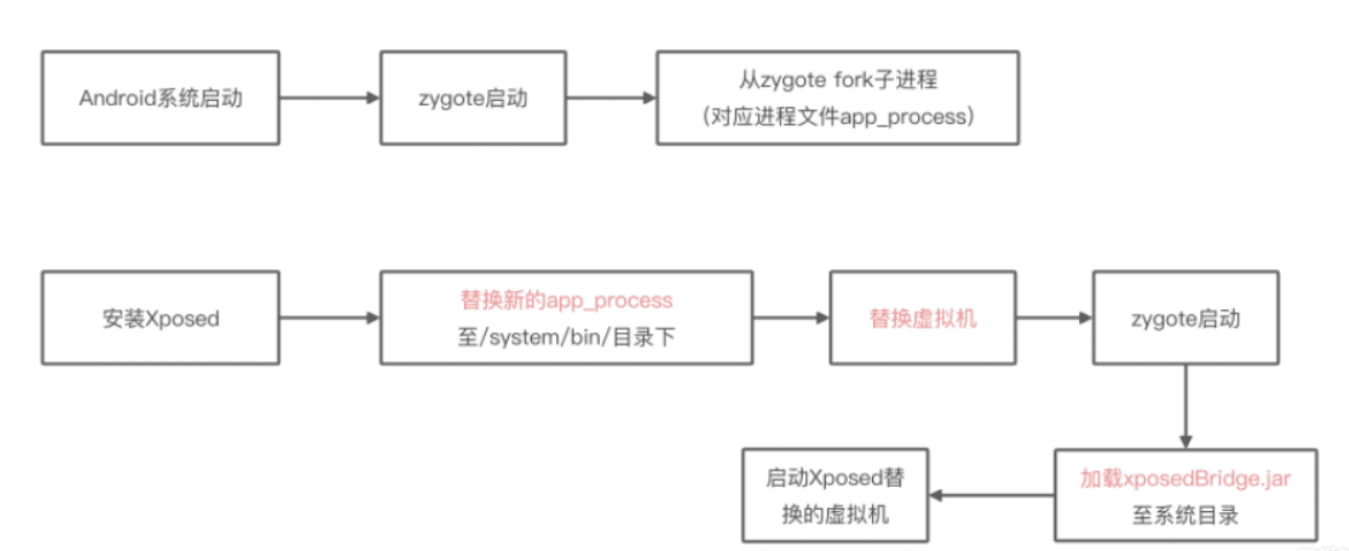 Android系统启动
zygote启动
从zygote fork子进程
（对应进程文件app_process）
安装Xposed
替换新的app_process
至/system/bin/目录下
替换虚拟机
zygote启动
启动Xposed替
换的虚拟机
加载xposedBridge.jar
至系统目录